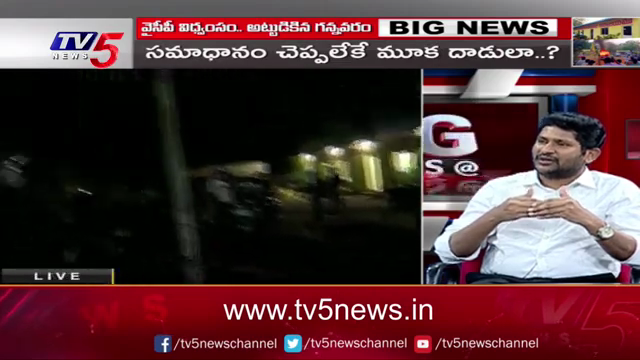 TV5
NEWS
వైసీపీ విధ్వంసం.. అట్టుడికిన గన్నవరం
BIG NEWS
సమాధానం చెప్పలేకే మూక దాడులా..?
G
S@
LIVE
www.tv5news.in
/tv5newschannel /tv5newschannel /tv5newschannel